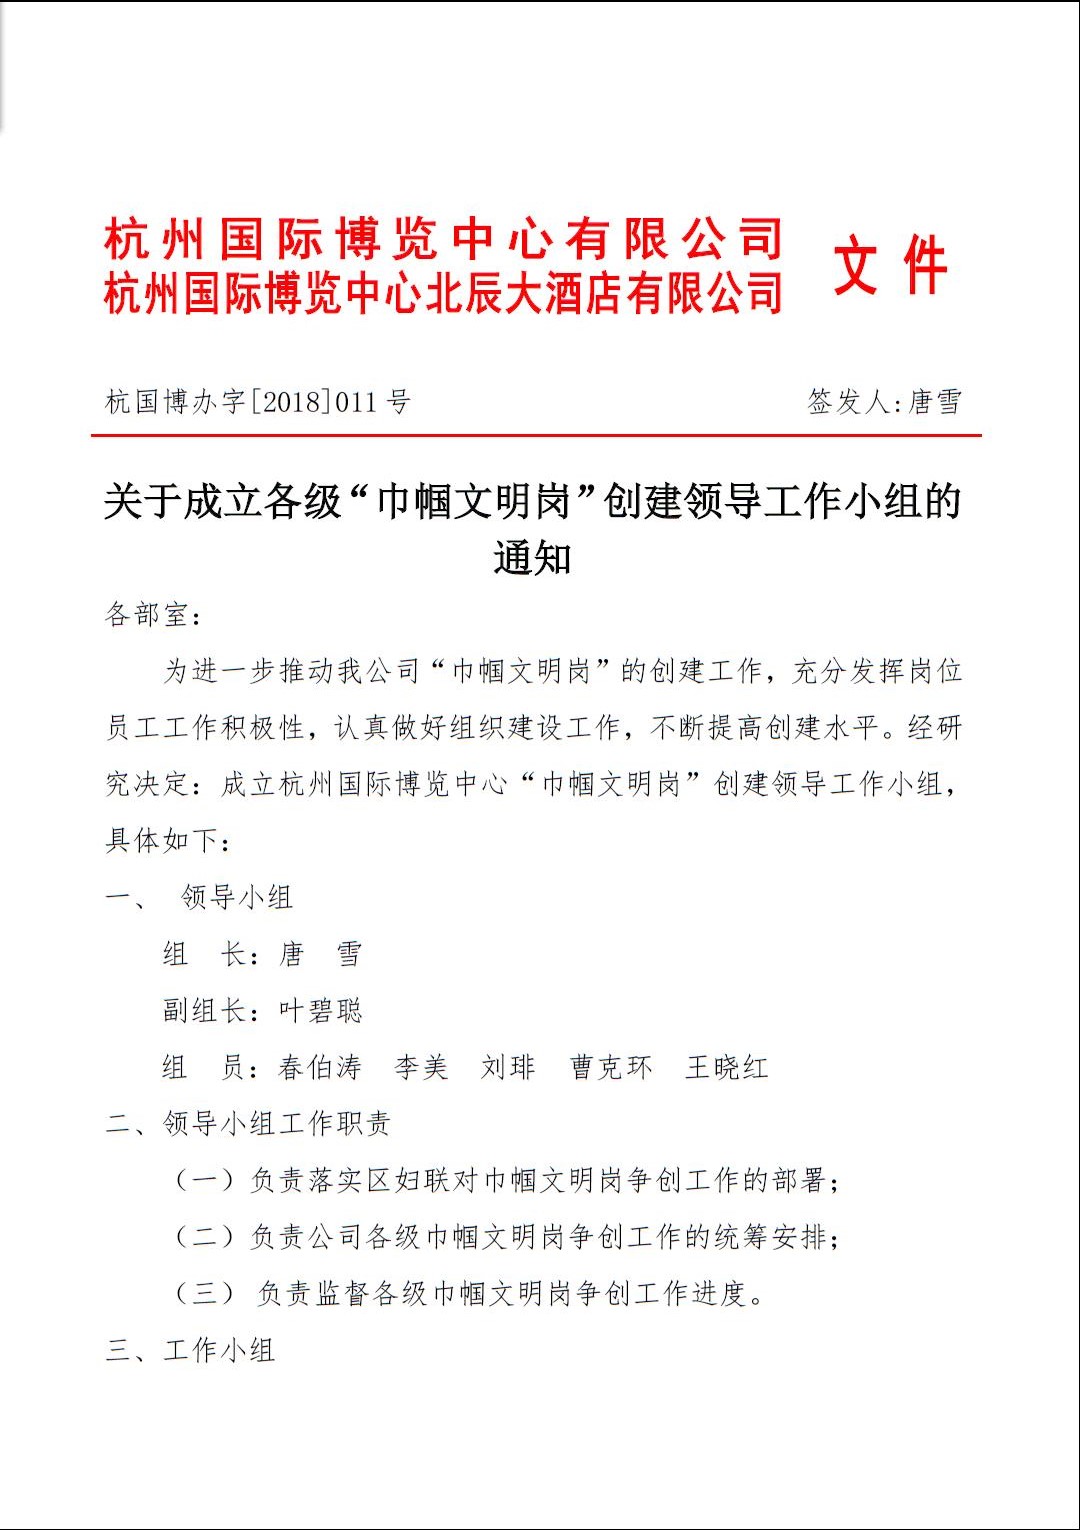 杭州国际博览中心有限公司
杭州国际博览中心北辰大酒店有限公司
文件
杭国博办字[2018]011 号 签发人:唐雪
关于成立各级“巾帼文明岗”创建领导工作小组的
通知
各部室：
为进一步推动我公司“巾帼文明岗”的创建工作，充分发挥岗位
员工工作积极性，认真做好组织建设工作，不断提高创建水平。经研
究决定：成立杭州国际博览中心“巾帼文明岗”创建领导工作小组，
具体如下：
一、 领导小组
组 长：唐 雪
副组长：叶碧聪
组 员：春伯涛 李美 刘琲 曹克环 王晓红
二、领导小组工作职责
（一）负责落实区妇联对巾帼文明岗争创工作的部署；
（二）负责公司各级巾帼文明岗争创工作的统筹安排；
（三） 负责监督各级巾帼文明岗争创工作进度。
三、工作小组